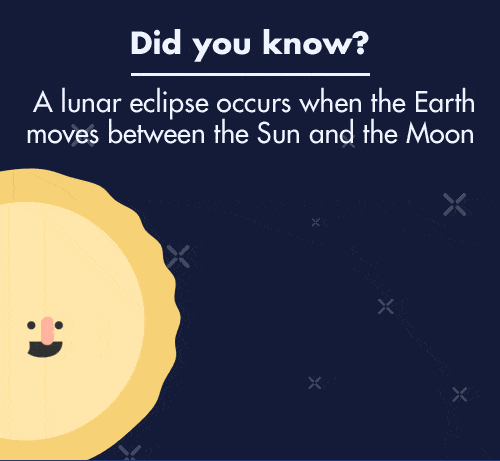 Did you know?
A lunar eclipse occurs when the Earth
moves between the Sun and the Moon